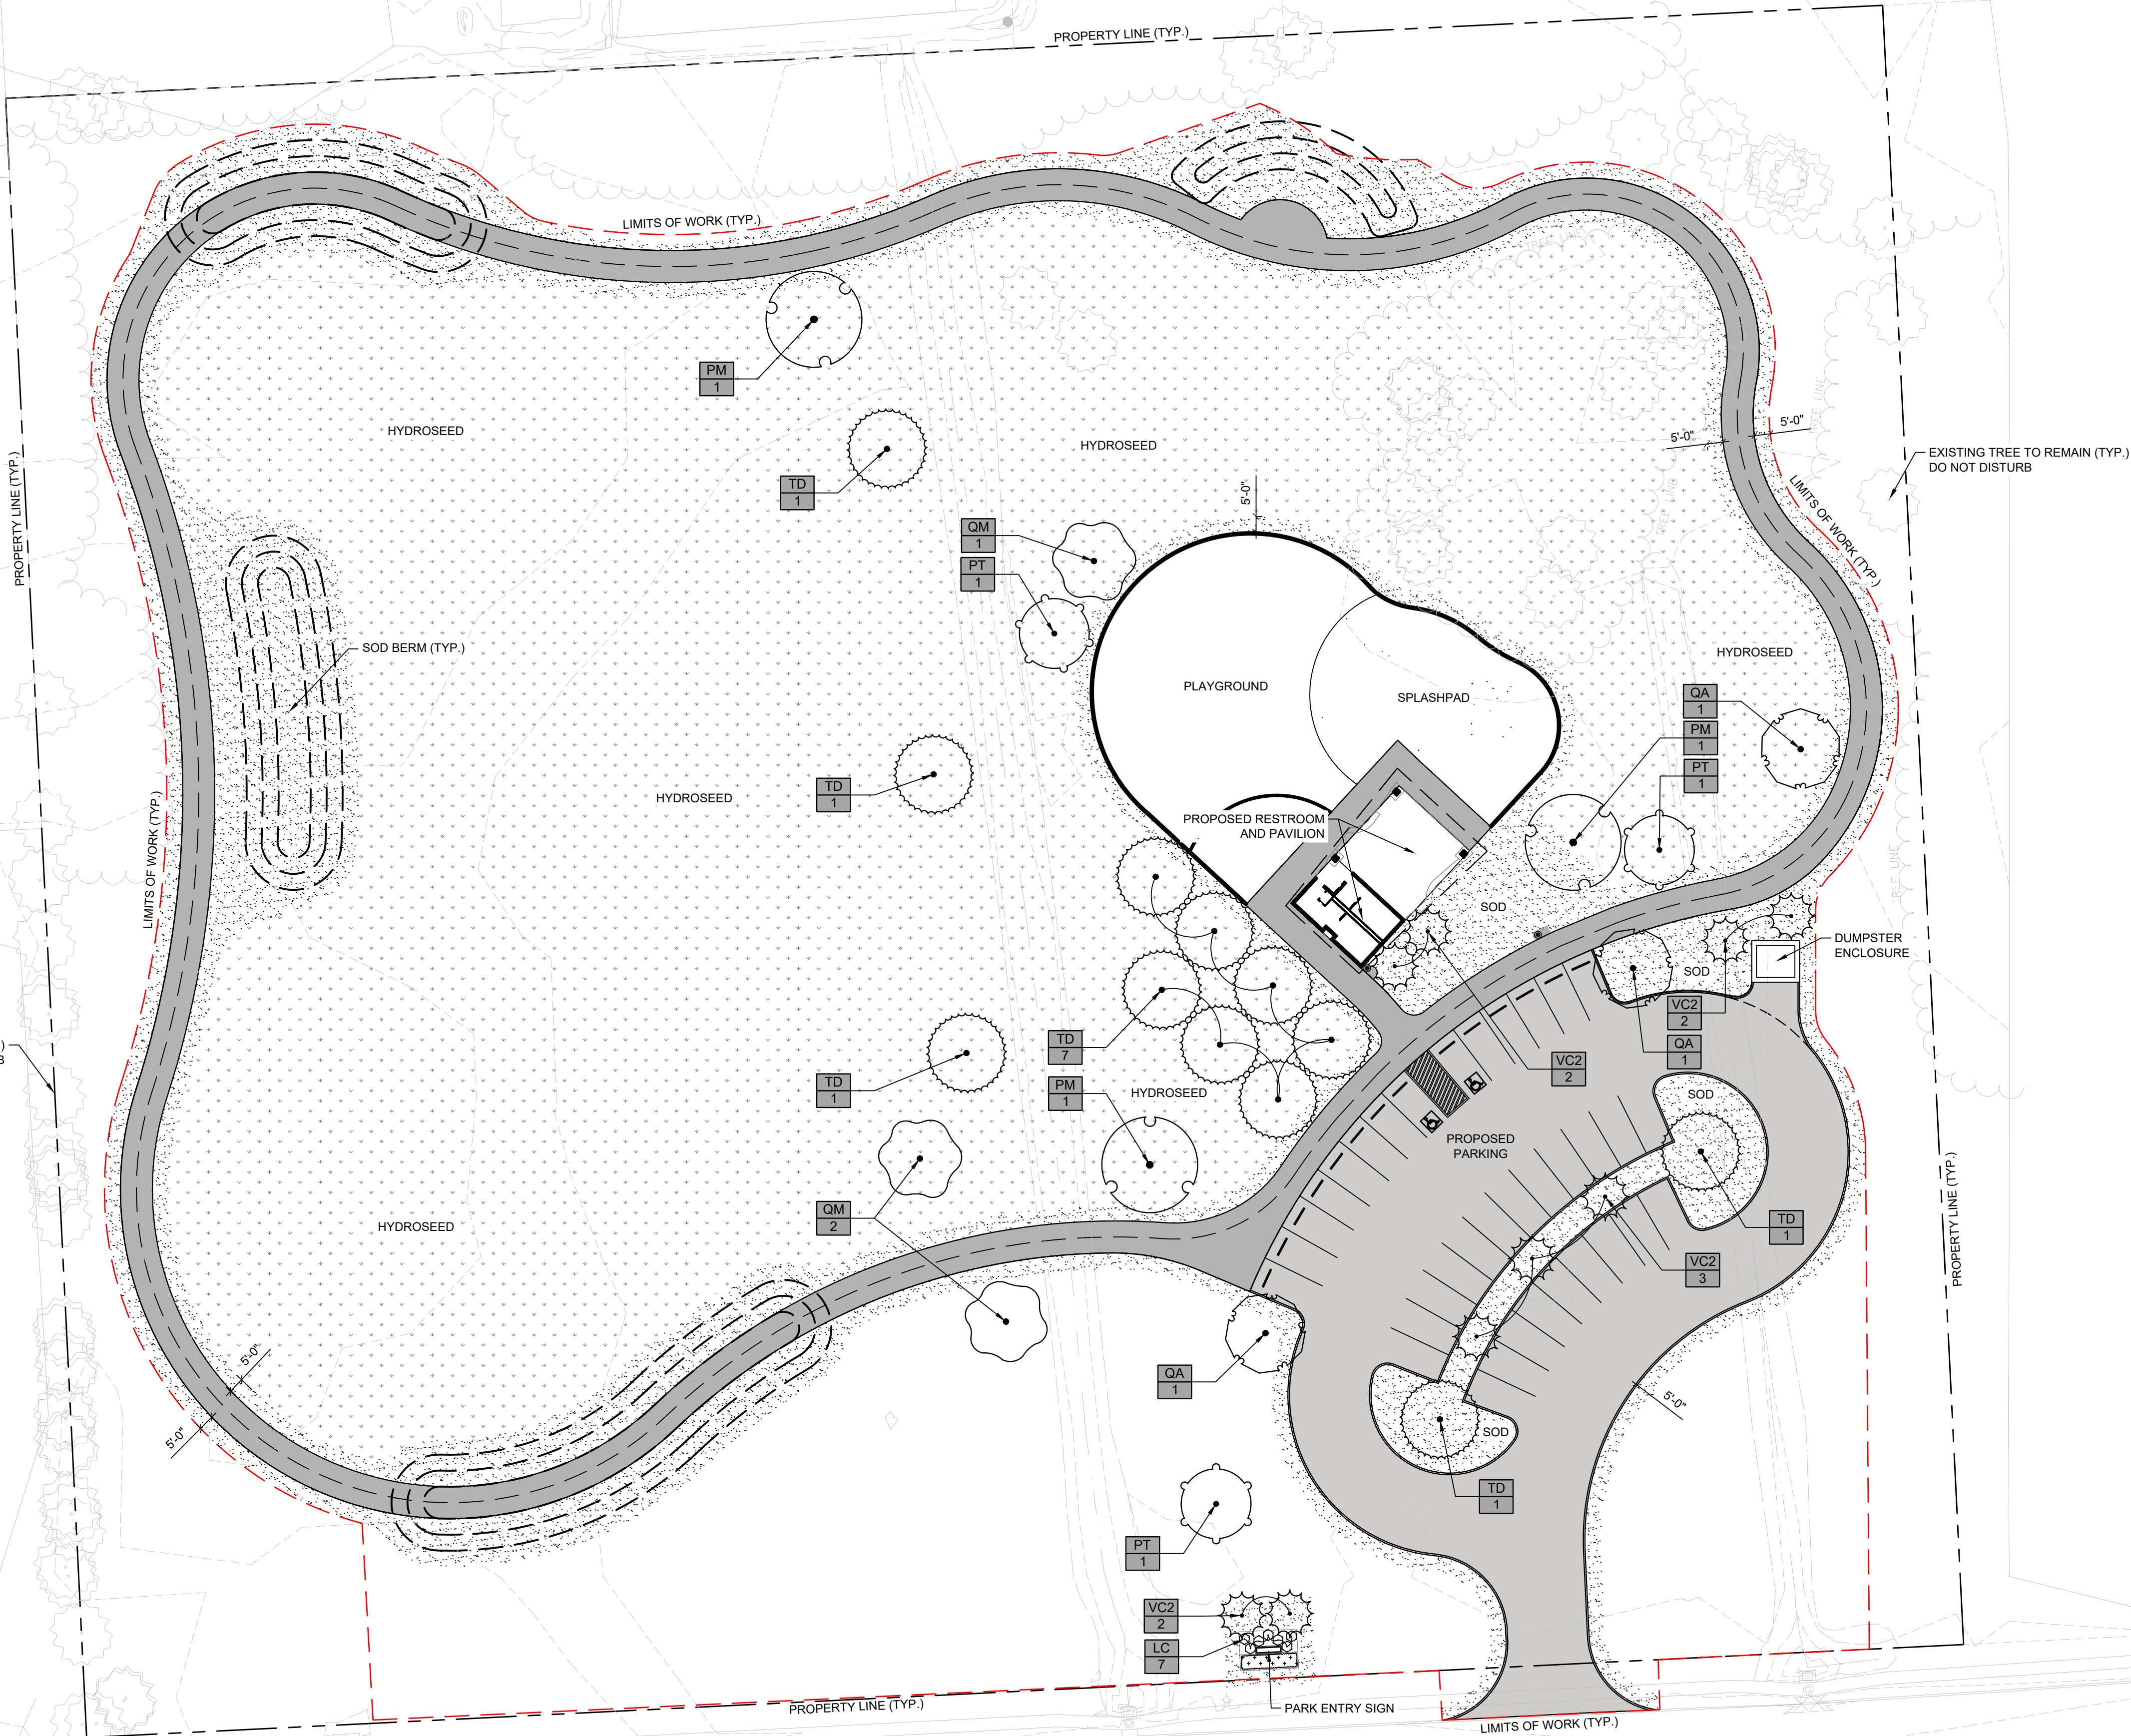 PROPERTY LINE (TYP.)
LIMITS OF WORK (TYP.)
PM
1
HYDROSEED
HYDROSEED
5'-0"
5'-0"
EXISTING TREE TO REMAIN (TYP.)
DO NOT DISTURB
PROPERTY LINE (TYP.)
TD
1
5'-0"
LIMITS OF WORK (TYP.)
QM
1
PT
1
SOD BERM (TYP.)
HYDROSEED
PLAYGROUND
SPLASHPAD
QA
1
PM
1
PT
1
TD
1
HYDROSEED
LIMITS OF WORK (TYP.)
PROPOSED RESTROOM
AND PAVILION
SOD
DUMPSTER
ENCLOSURE
SOD
VC2
2
QA
1
TD
7
VC2
2
TD
1
PM
1
HYDROSEED
SOD
PROPOSED
PARKING
PROPERTY LINE (TYP.)
QM
2
HYDROSEED
TD
1
VC2
3
5'-0"
5'-0"
QA
1
5'-0"
SOD
TD
1
PT
1
VC2
2
LC
7
PROPERTY LINE (TYP.)
PARK ENTRY SIGN
LIMITS OF WORK (TYP.)
TREE LINE
TREE LINE